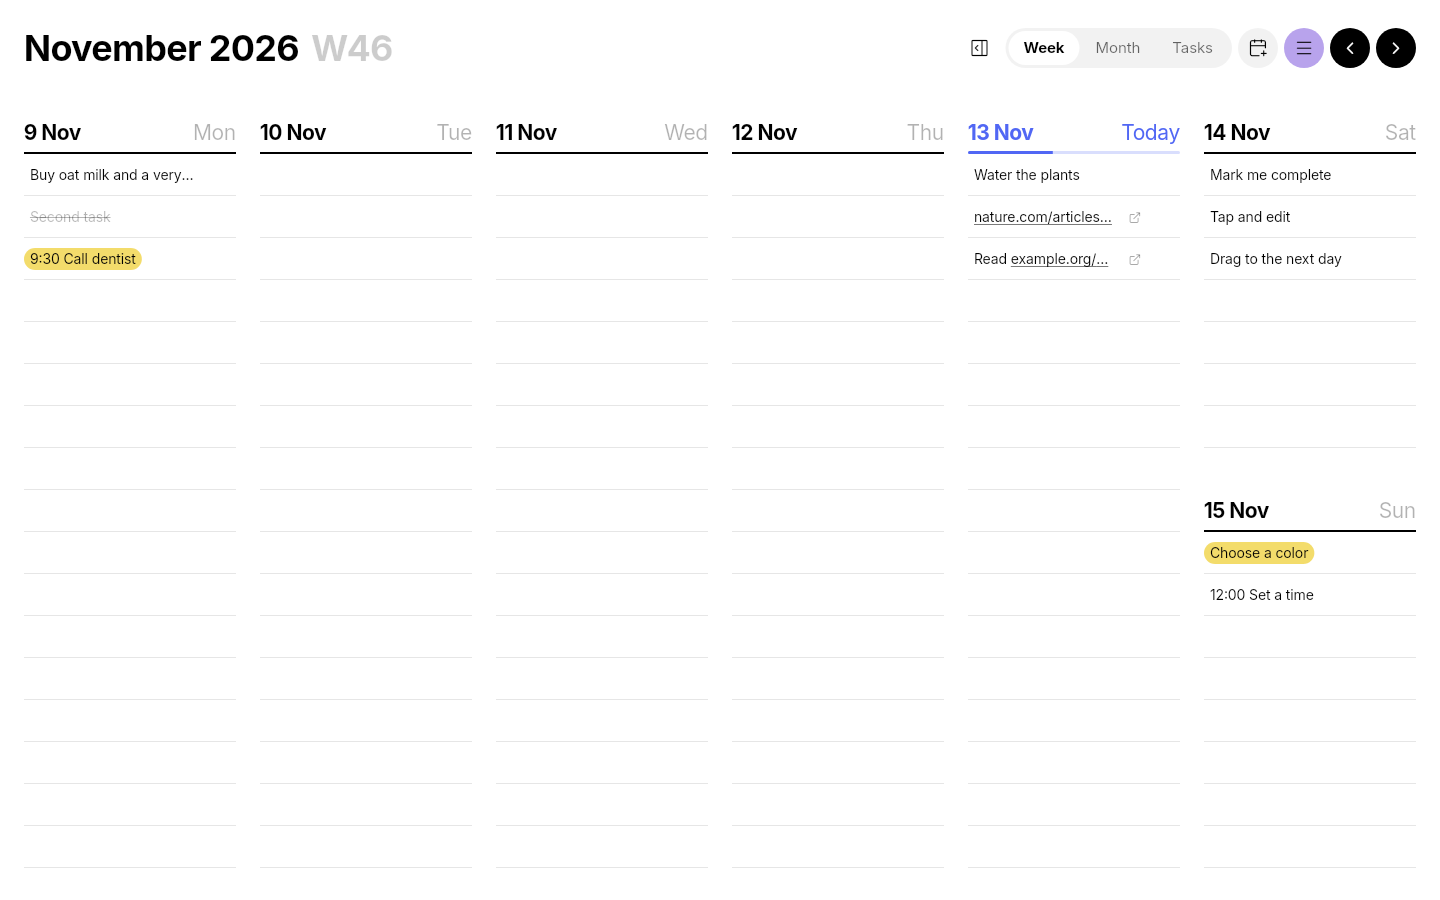 November 2026 W46
Week Month Tasks
9 Nov Mon
Buy oat milk and a very...
Second task
9:30 Call dentist
10 Nov Tue
11 Nov Wed
12 Nov Thu
13 Nov Today
Water the plants
nature.com/articles...
Read example.org/...
14 Nov Sat
Mark me complete
Tap and edit
Drag to the next day
15 Nov Sun
Choose a color
12:00 Set a time